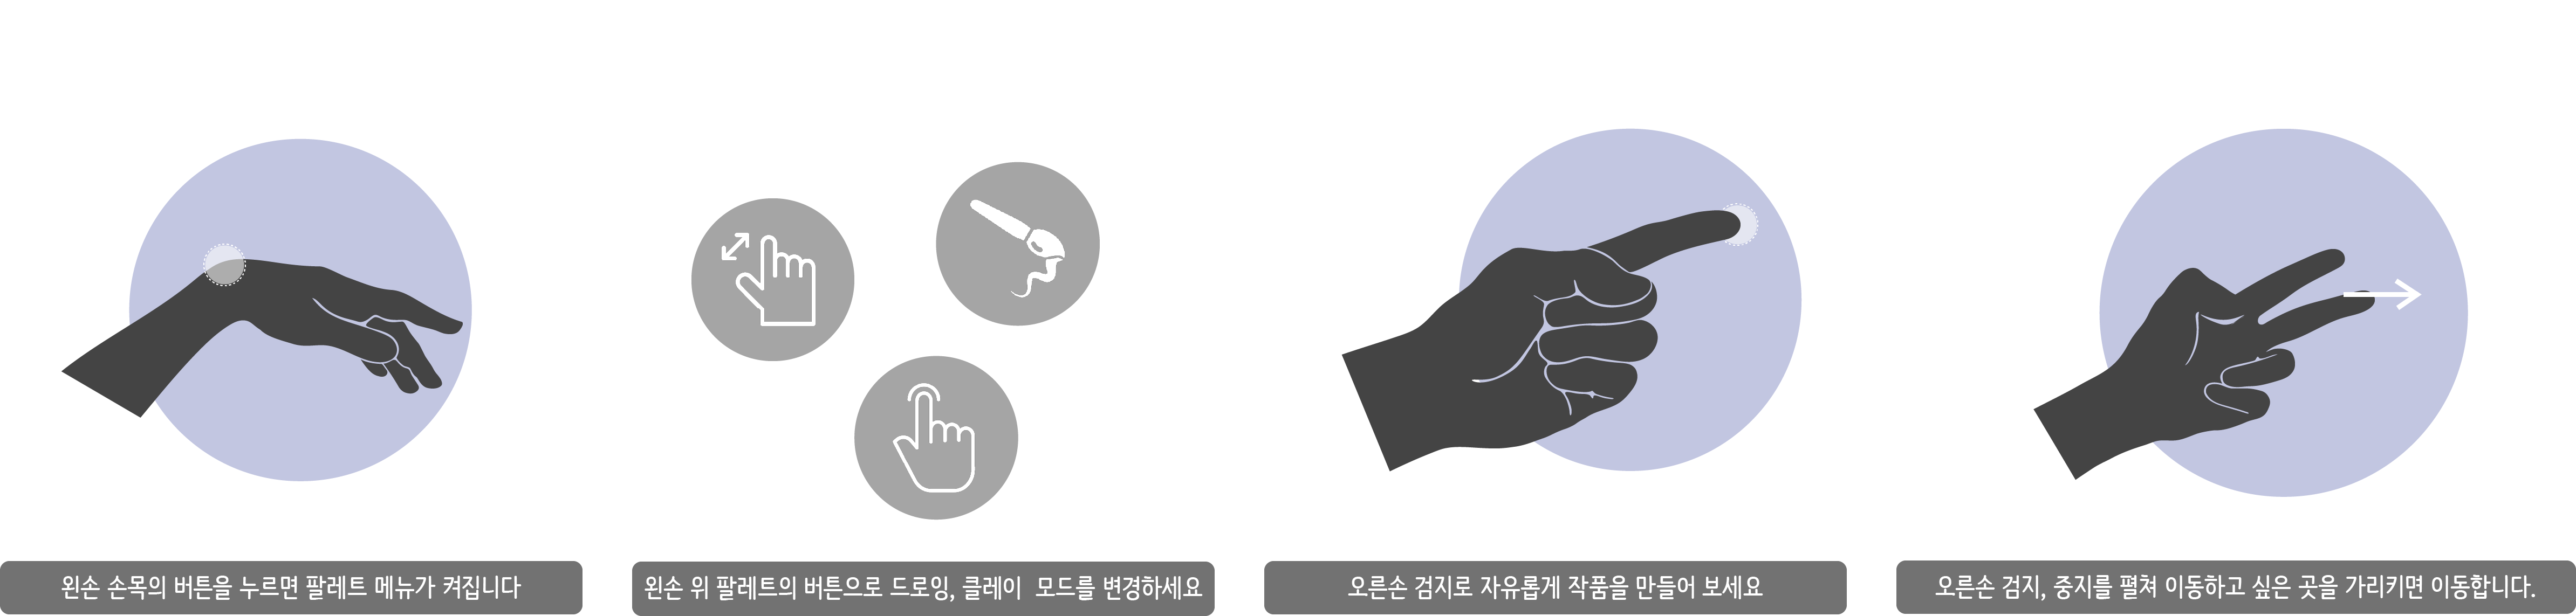 왼손 손목의 버튼을 누르면 팔레트 메뉴가 켜집니다
왼손 위 팔레트의 버튼으로 드로잉, 클레이 모드를 변경하세요
오른손 검지로 자유롭게 작품을 만들어 보세요
오른손 검지, 중지를 펼쳐 이동하고 싶은 곳을 가리키면 이동합니다.